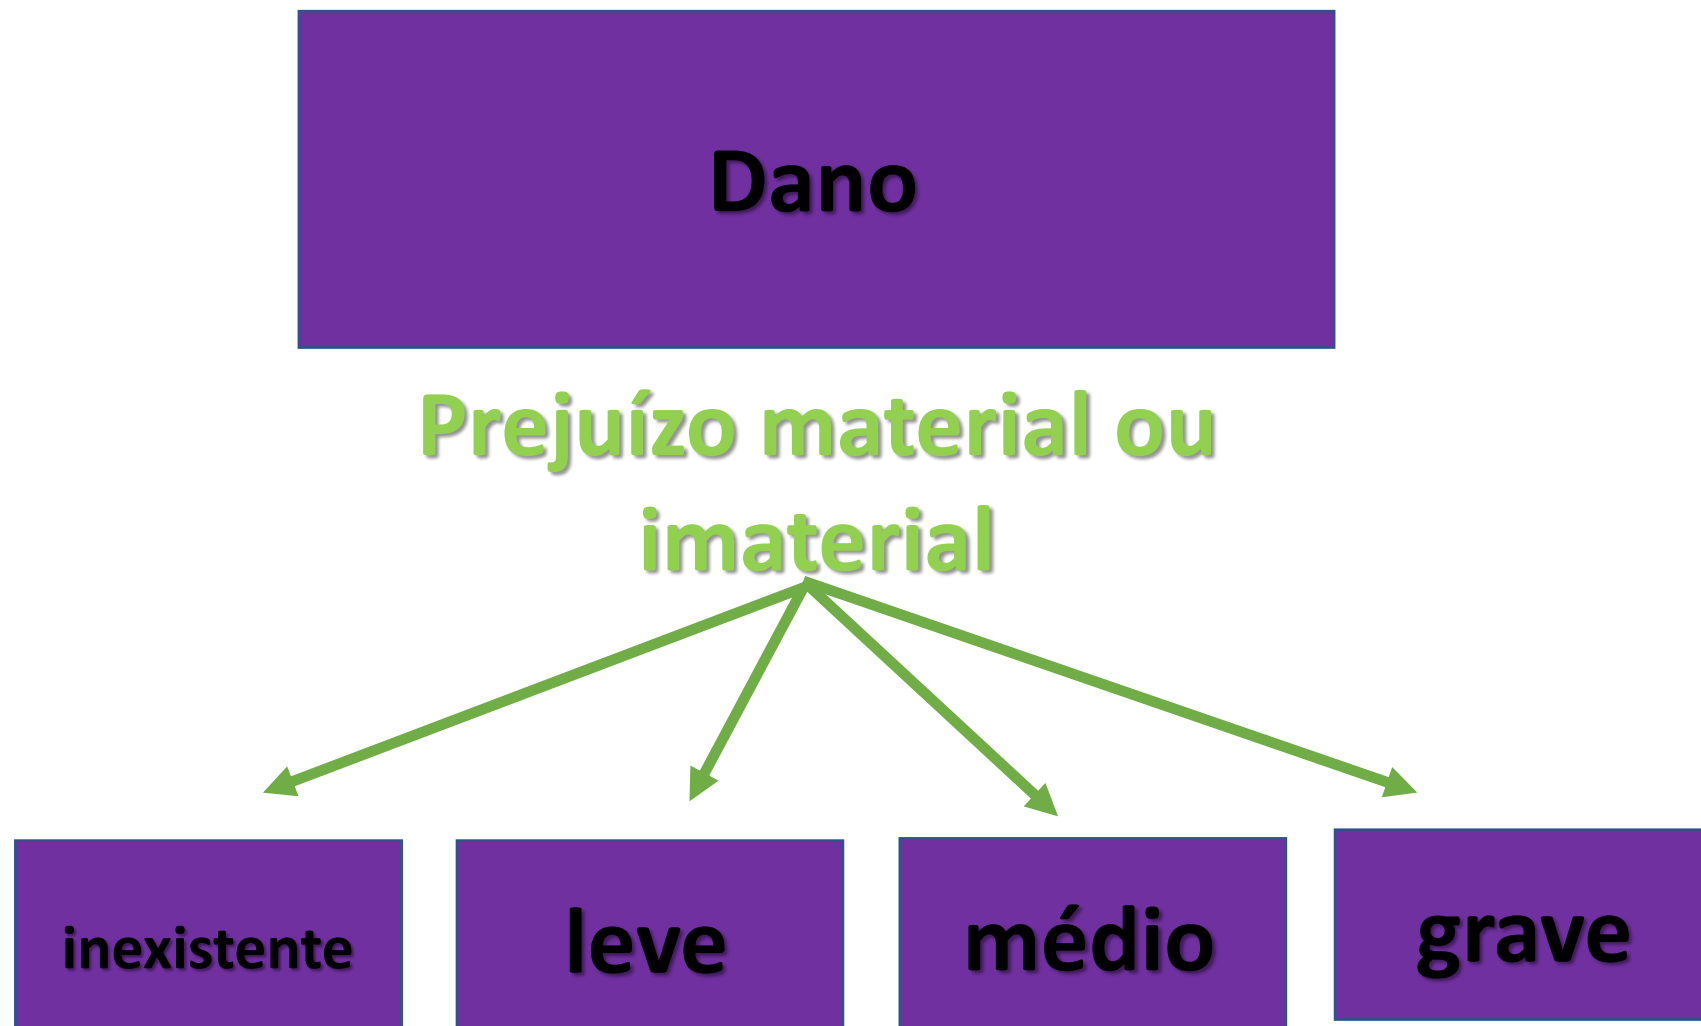 Dano
Prejuízo material ou
imaterial
inexistente
leve
médio
grave